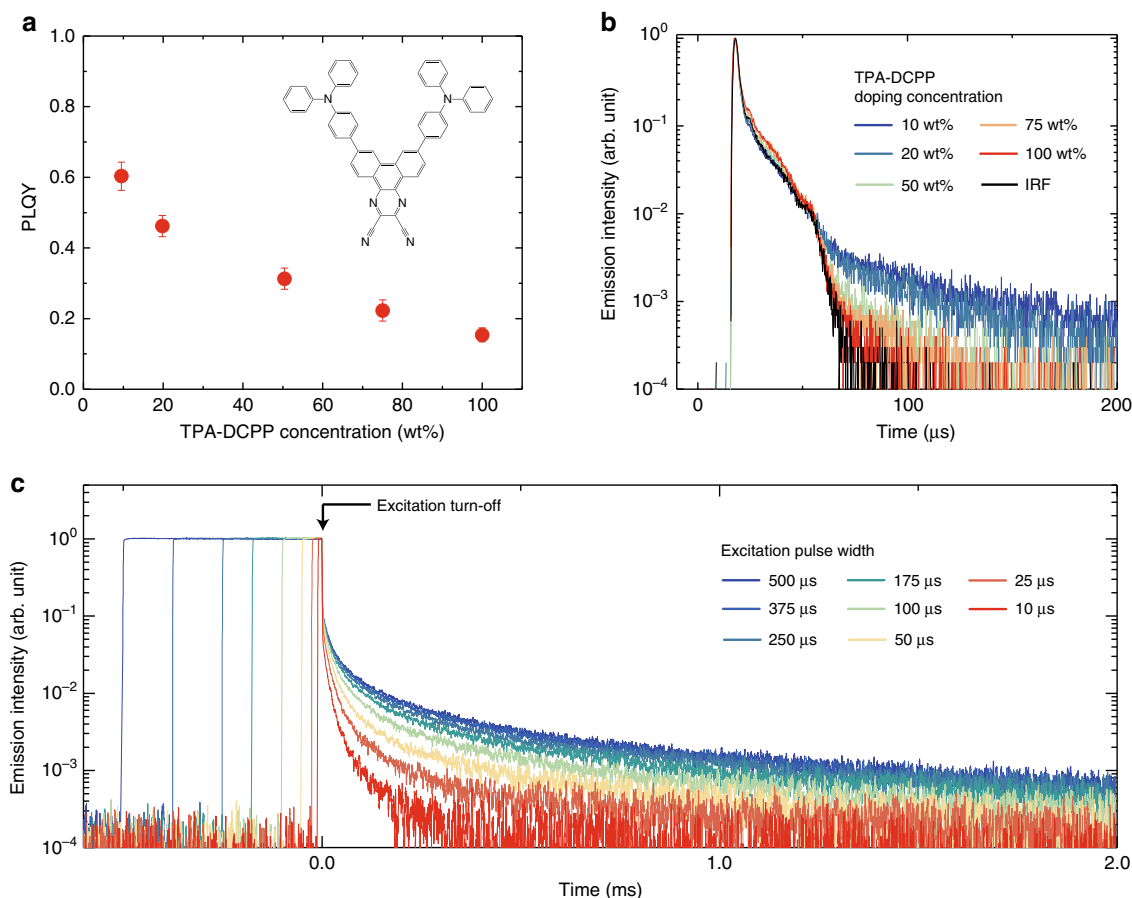 a
1.0
0.8
0.6
0.4
0.2
0.0
PLQY
0 20 40 60 80 100
TPA-DCPP concentration (wt%)
N N
N N
N N
b
10⁰
10⁻¹
10⁻²
10⁻³
10⁻⁴
Emission intensity (arb. unit)
TPA-DCPP
doping concentration
10 wt% 75 wt%
20 wt% 100 wt%
50 wt% IRF
0 100 200
Time (μs)
c
Excitation turn-off
10⁰
10⁻¹
10⁻²
10⁻³
10⁻⁴
Emission intensity (arb. unit)
Excitation pulse width
500 μs 175 μs 25 μs
375 μs 100 μs 10 μs
250 μs 50 μs
0.0 1.0 2.0
Time (ms)